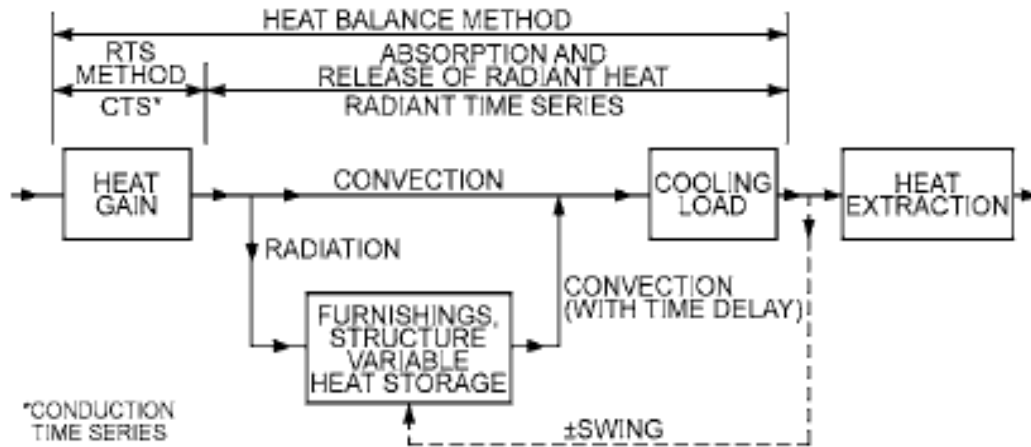 HEAT BALANCE METHOD
RTS
METHOD
CTS*
ABSORPTION AND
RELEASE OF RADIANT HEAT
RADIANT TIME SERIES
HEAT
GAIN
CONVECTION
COOLING
LOAD
HEAT
EXTRACTION
RADIATION
CONVECTION
(WITH TIME DELAY)
FURNISHINGS,
STRUCTURE
VARIABLE
HEAT STORAGE
±SWING
*CONDUCTION
TIME SERIES